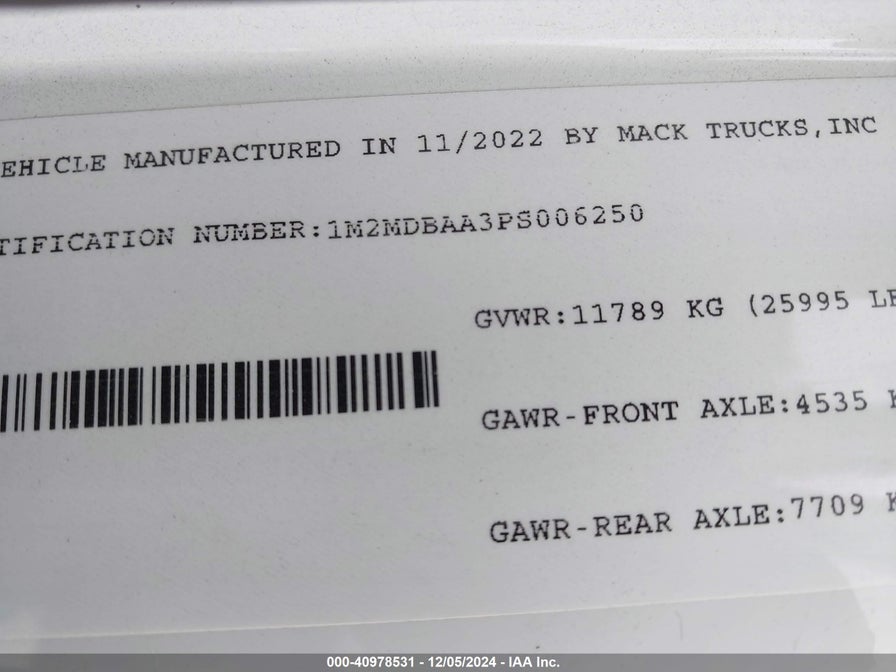 EHICLE MANUFACTURED IN 11/2022 BY MACK TRUCKS,INC
TIFICATION NUMBER:1M2MDBAA3PS006250
GVWR:11789 KG (25995 LB
GAWR-FRONT AXLE:4535 K
GAWR-REAR AXLE:7709 K
000-40978531 - 12/05/2024 - IAA Inc.